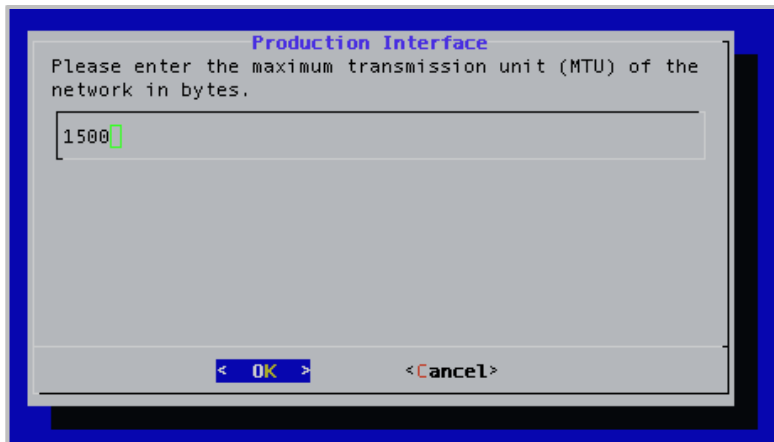 Production Interface
Please enter the maximum transmission unit (MTU) of the
network in bytes.
1500
< OK > <Cancel>